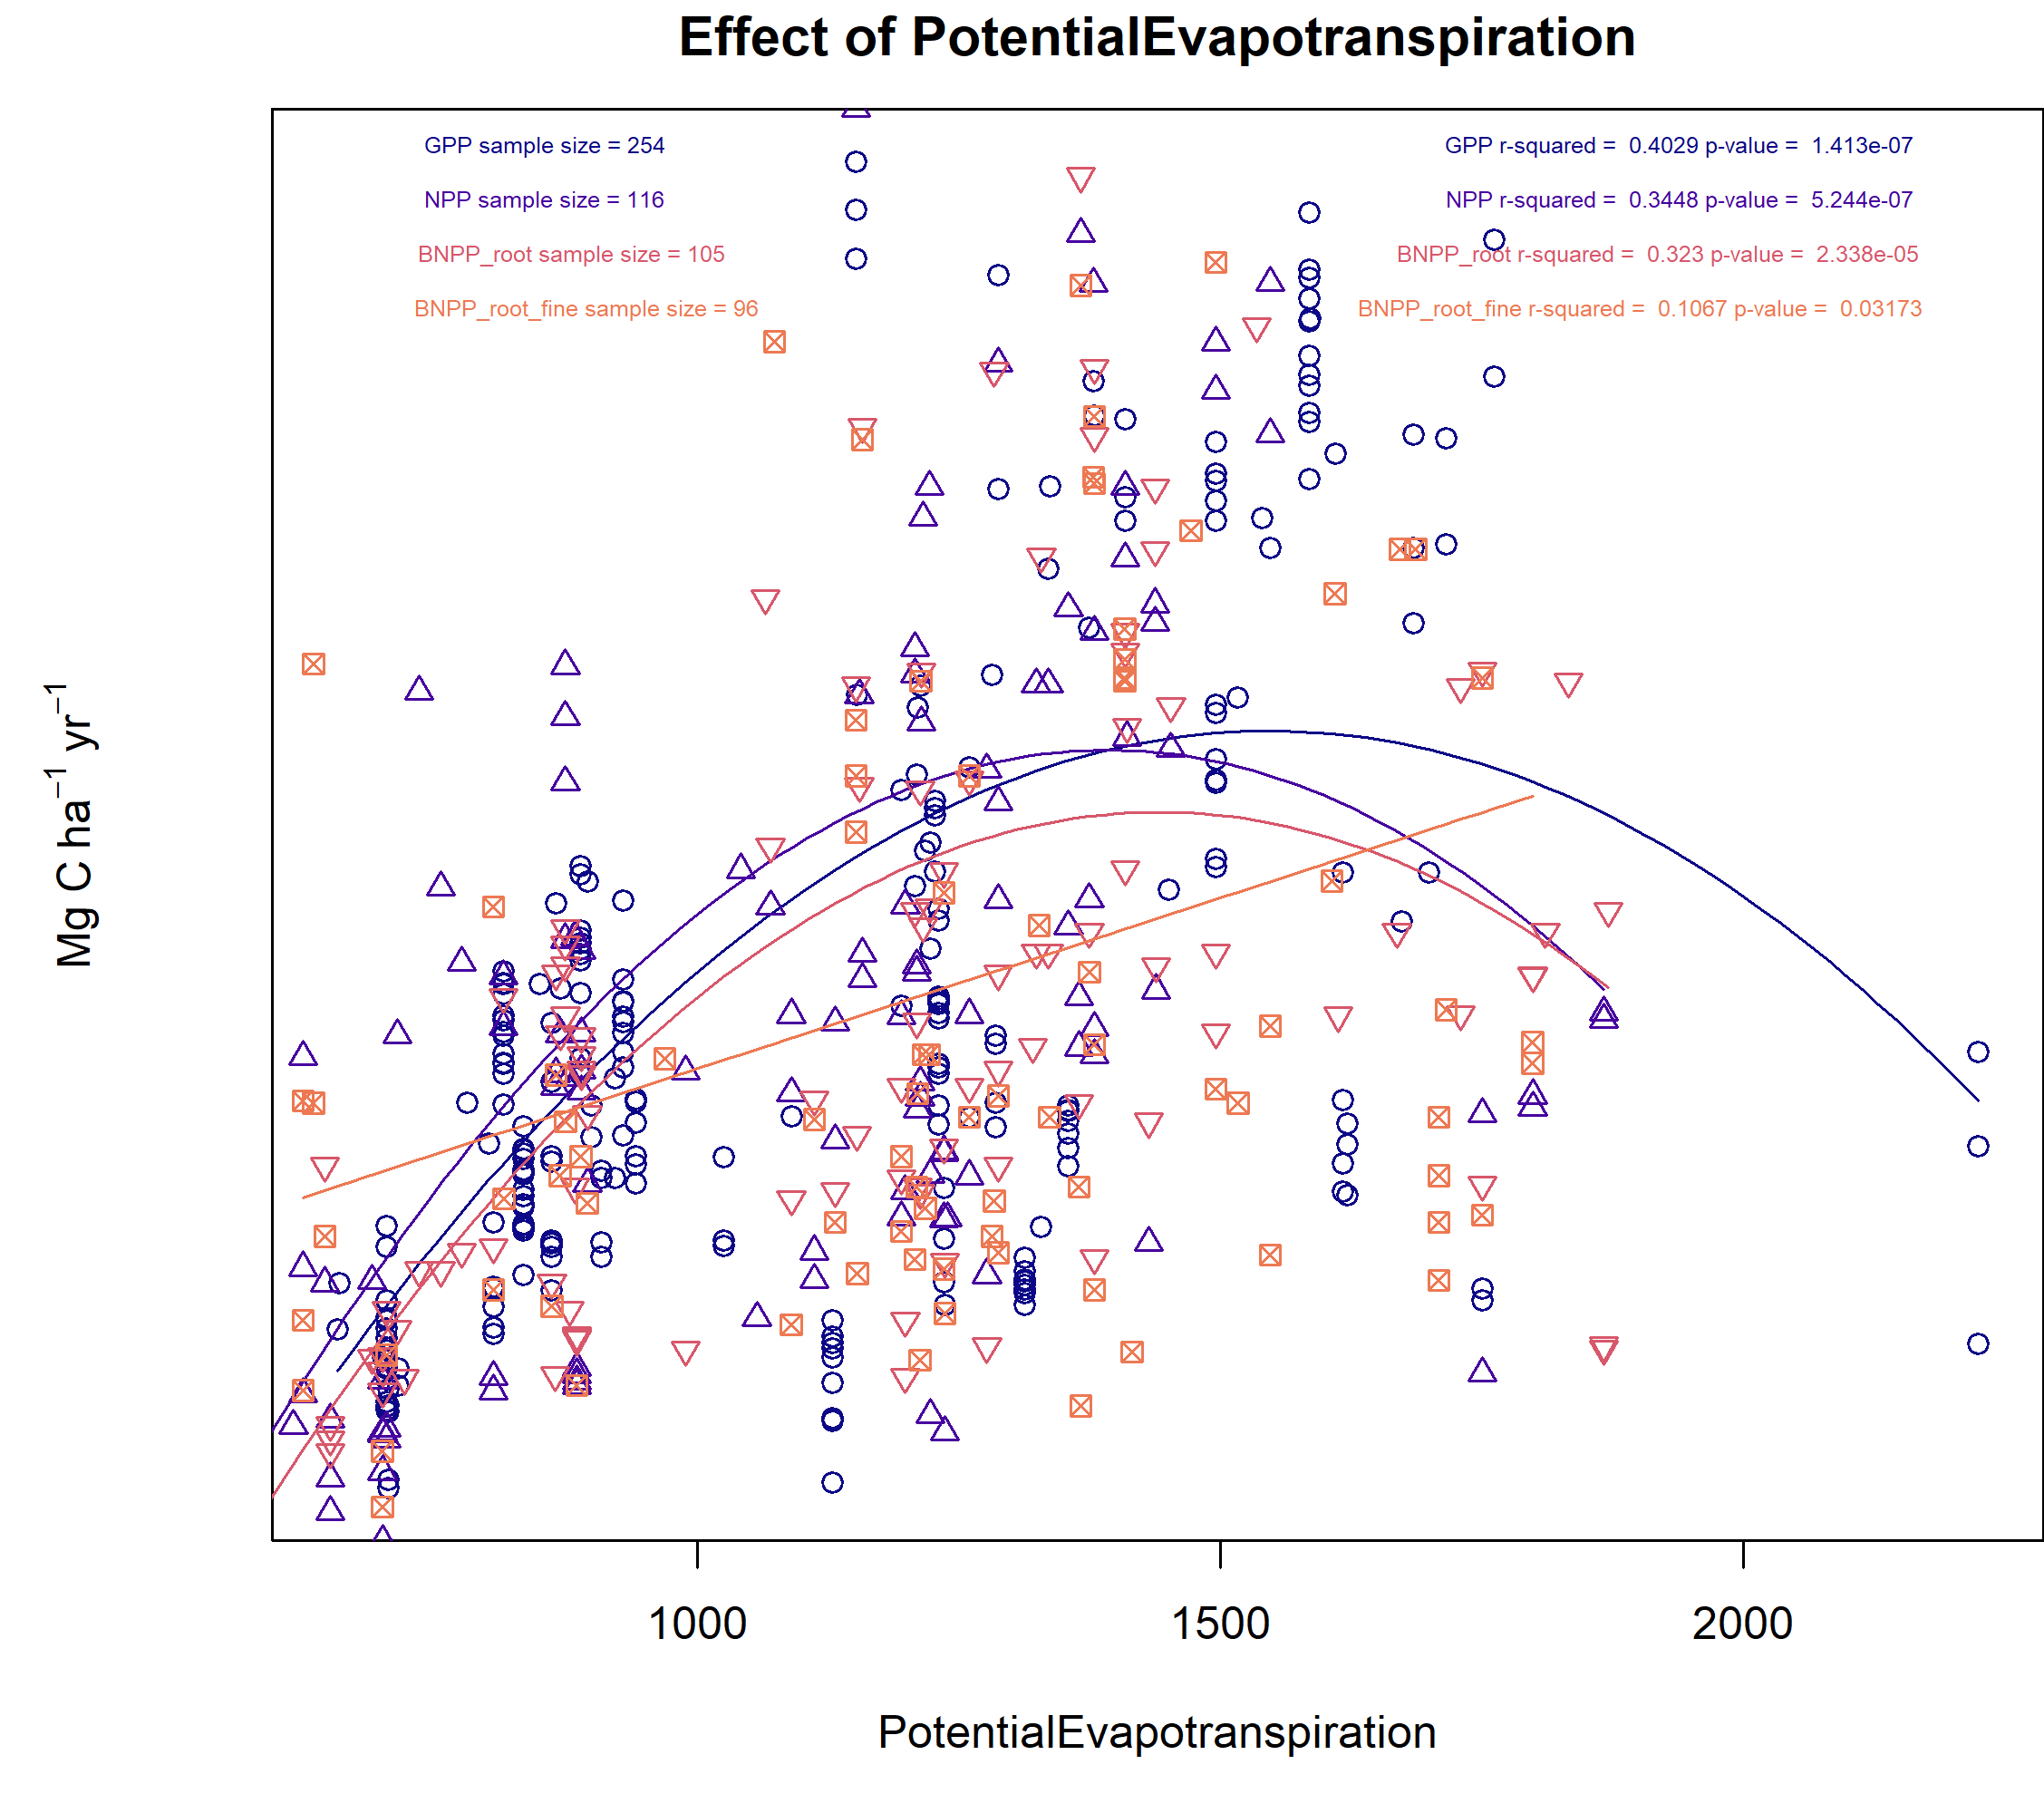 Effect of PotentialEvapotranspiration
GPP sample size = 254
GPP r-squared =  0.4029 p-value =  1.413e-07
NPP sample size = 116
NPP r-squared =  0.3448 p-value =  5.244e-07
BNPP_root sample size = 105
BNPP_root r-squared =  0.323 p-value =  2.338e-05
BNPP_root_fine sample size = 96
BNPP_root_fine r-squared =  0.1067 p-value =  0.03173
Mg C ha⁻¹ yr⁻¹
1000 1500 2000
PotentialEvapotranspiration